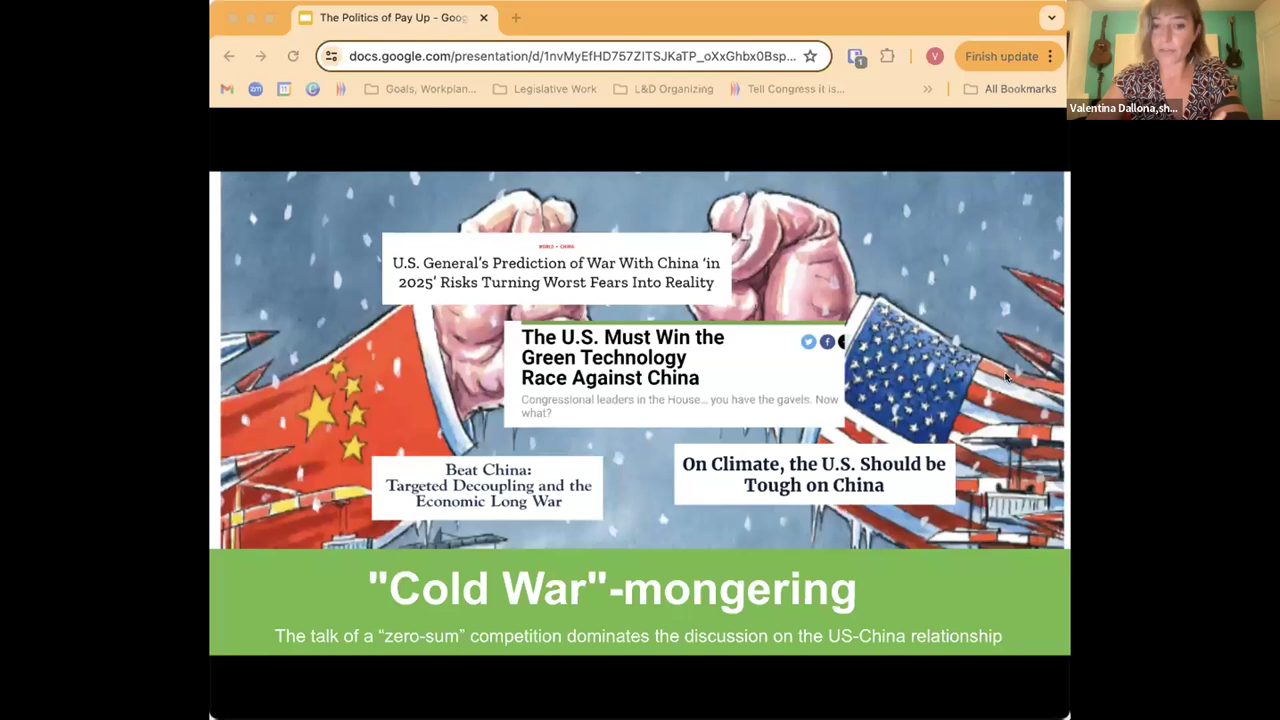 The Politics of Pay Up - Goog
docs.google.com/presentation/d/1nvMyEfHD757ZITSJKaTP_oXxGhbx0Bsp...
1
V
Finish update
Goals, Workplan...
Legislative Work
L&D Organizing
Tell Congress it is...
All Bookmarks
Valentina Dallona,sh...
WORLD • CHINA
U.S. General's Prediction of War With China 'in
2025' Risks Turning Worst Fears Into Reality
The U.S. Must Win the
Green Technology
Race Against China
Congressional leaders in the House... you have the gavels. Now
what?
Beat China:
Targeted Decoupling and the
Economic Long War
On Climate, the U.S. Should be
Tough on China
"Cold War"-mongering
The talk of a “zero-sum” competition dominates the discussion on the US-China relationship